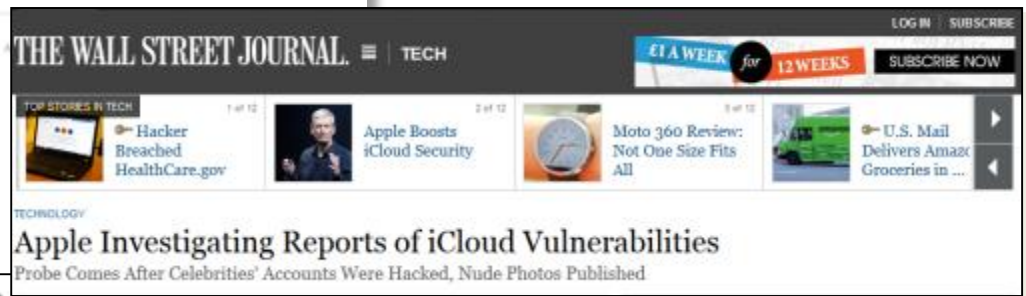 LOG IN | SUBSCRIBE
THE WALL STREET JOURNAL. ≡ | TECH
£1 A WEEK for 12 WEEKS SUBSCRIBE NOW
TOP STORIES IN TECH
1 of 12
Hacker
Breached
HealthCare.gov
2 of 12
Apple Boosts
iCloud Security
3 of 12
Moto 360 Review:
Not One Size Fits
All
U.S. Mail
Delivers Amazo
Groceries in ...
TECHNOLOGY
Apple Investigating Reports of iCloud Vulnerabilities
Probe Comes After Celebrities' Accounts Were Hacked, Nude Photos Published